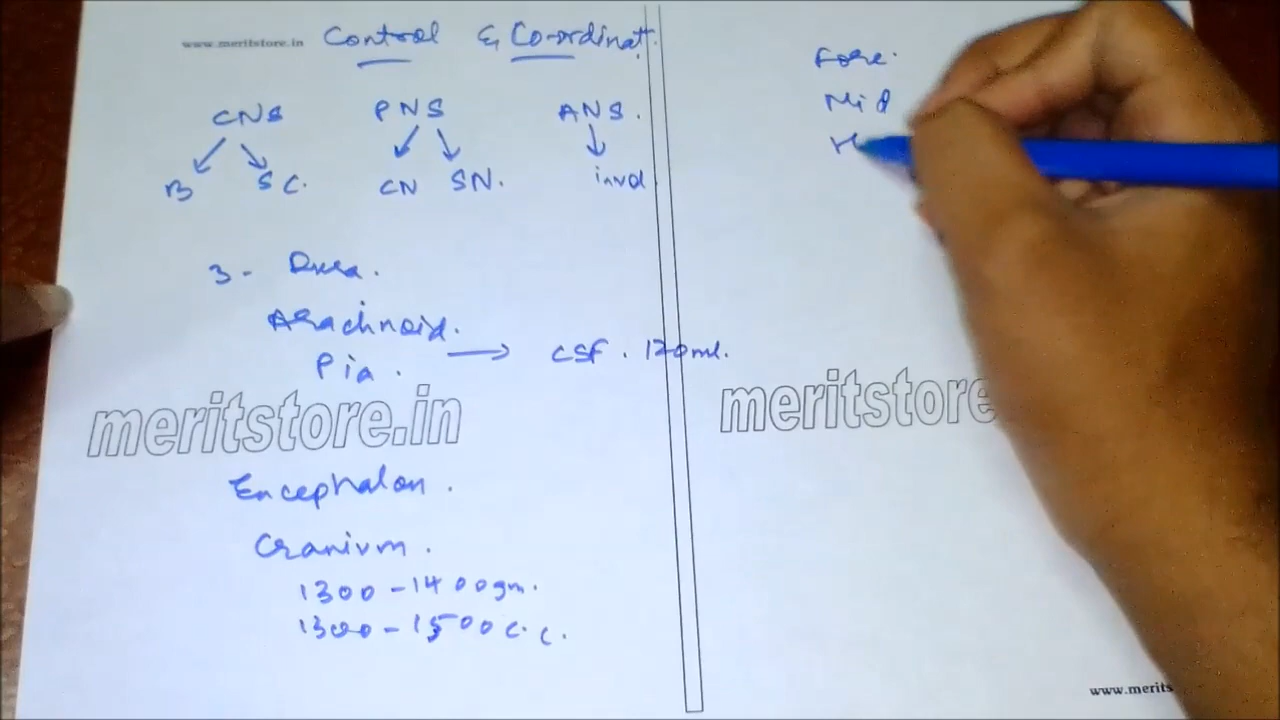 www.meritstore.in Control & Co-ordinat.
CNS PNS ANS.
B SC. CN SN. invol
3 - Dura.
Arachnoid.
Pia. → CSF. 120ml.
meritstore.in
Encephalon.
Cranium.
1300 - 1400gm.
1300 - 1500 c.c.
Fore.
Mid
H
meritstore
www.merits